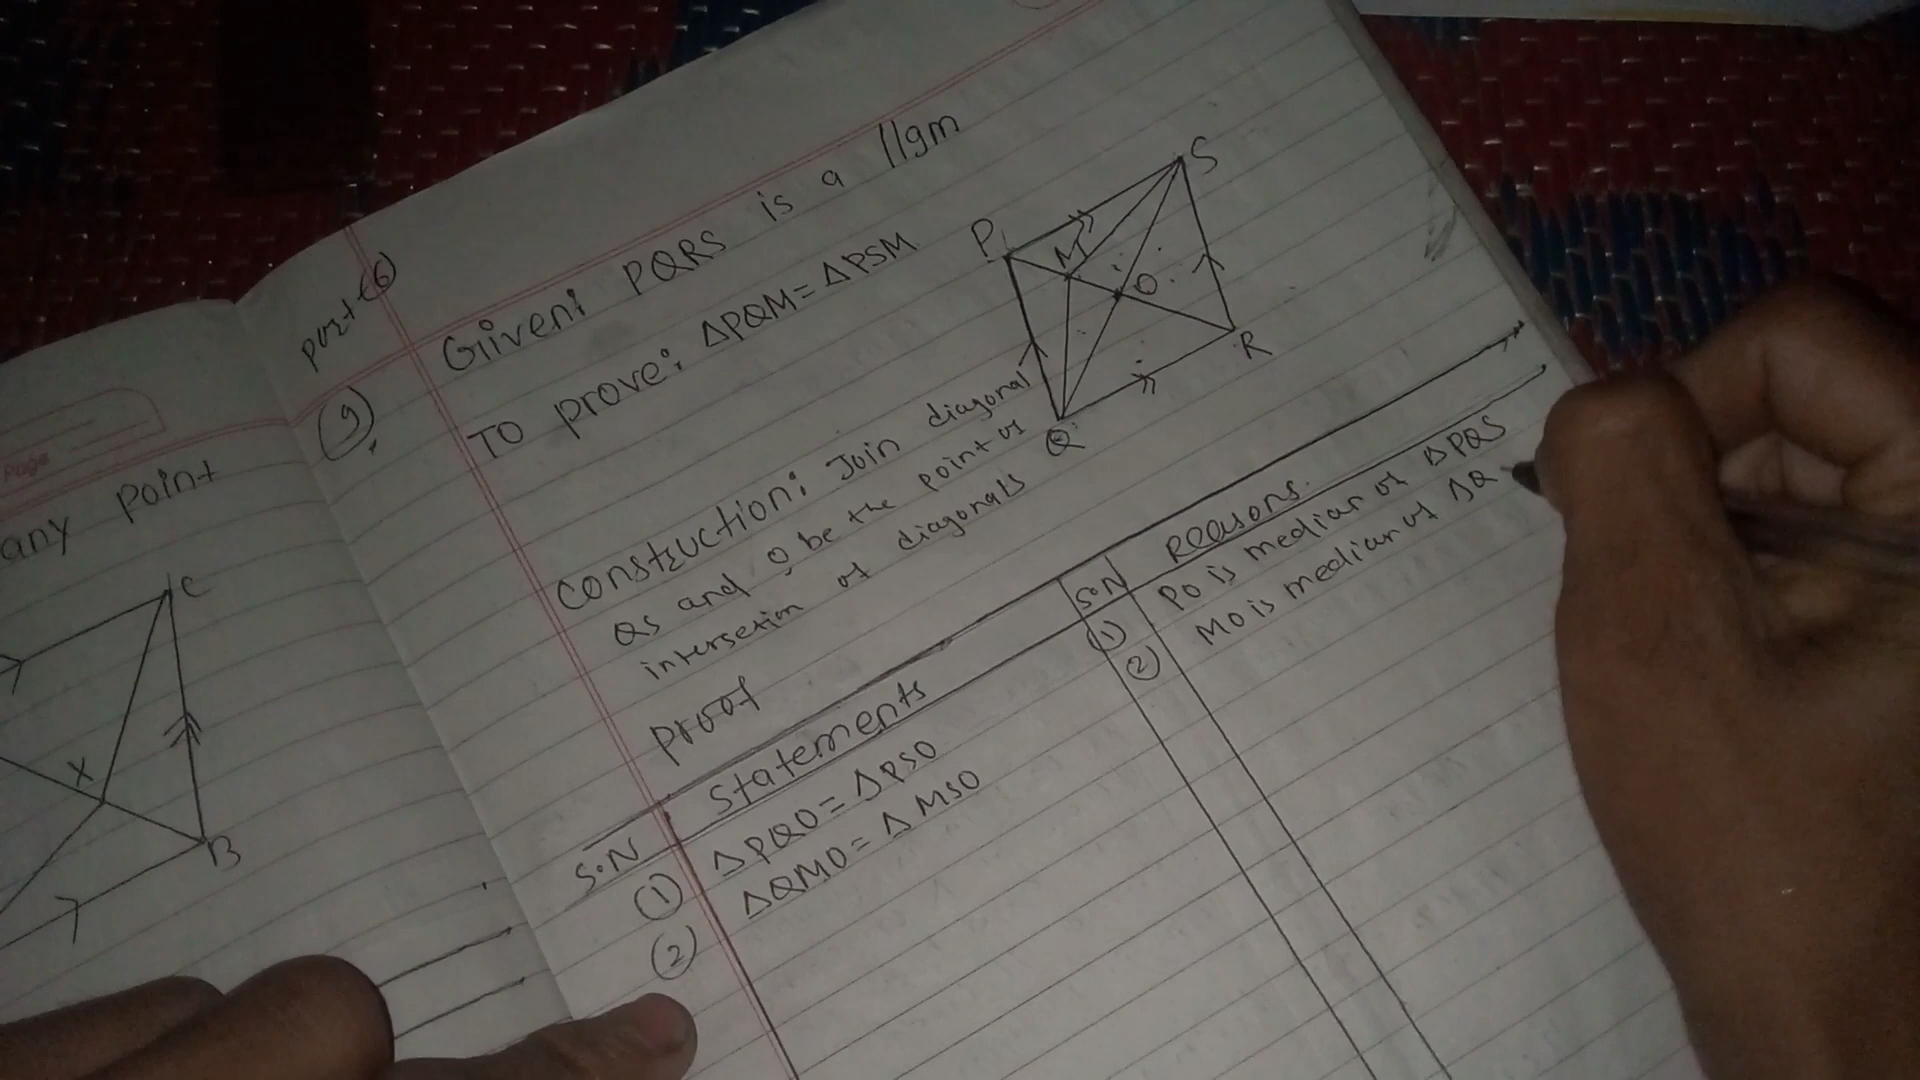 Page
any point
C
X
B
part (6)
(9)
Given: PQRS is a llgm
TO prove: ΔPQM = ΔPSM
P
S
M
O
R
Q
construction: Join diagonal
QS and O be the point of
intersetion of diagonals
proof
S.N statements S.N Reasons.
(1) ΔPQO = ΔPSO (1) PO is median of ΔPQS
(2) ΔQMO = ΔMSO (2) MO is median of ΔQ